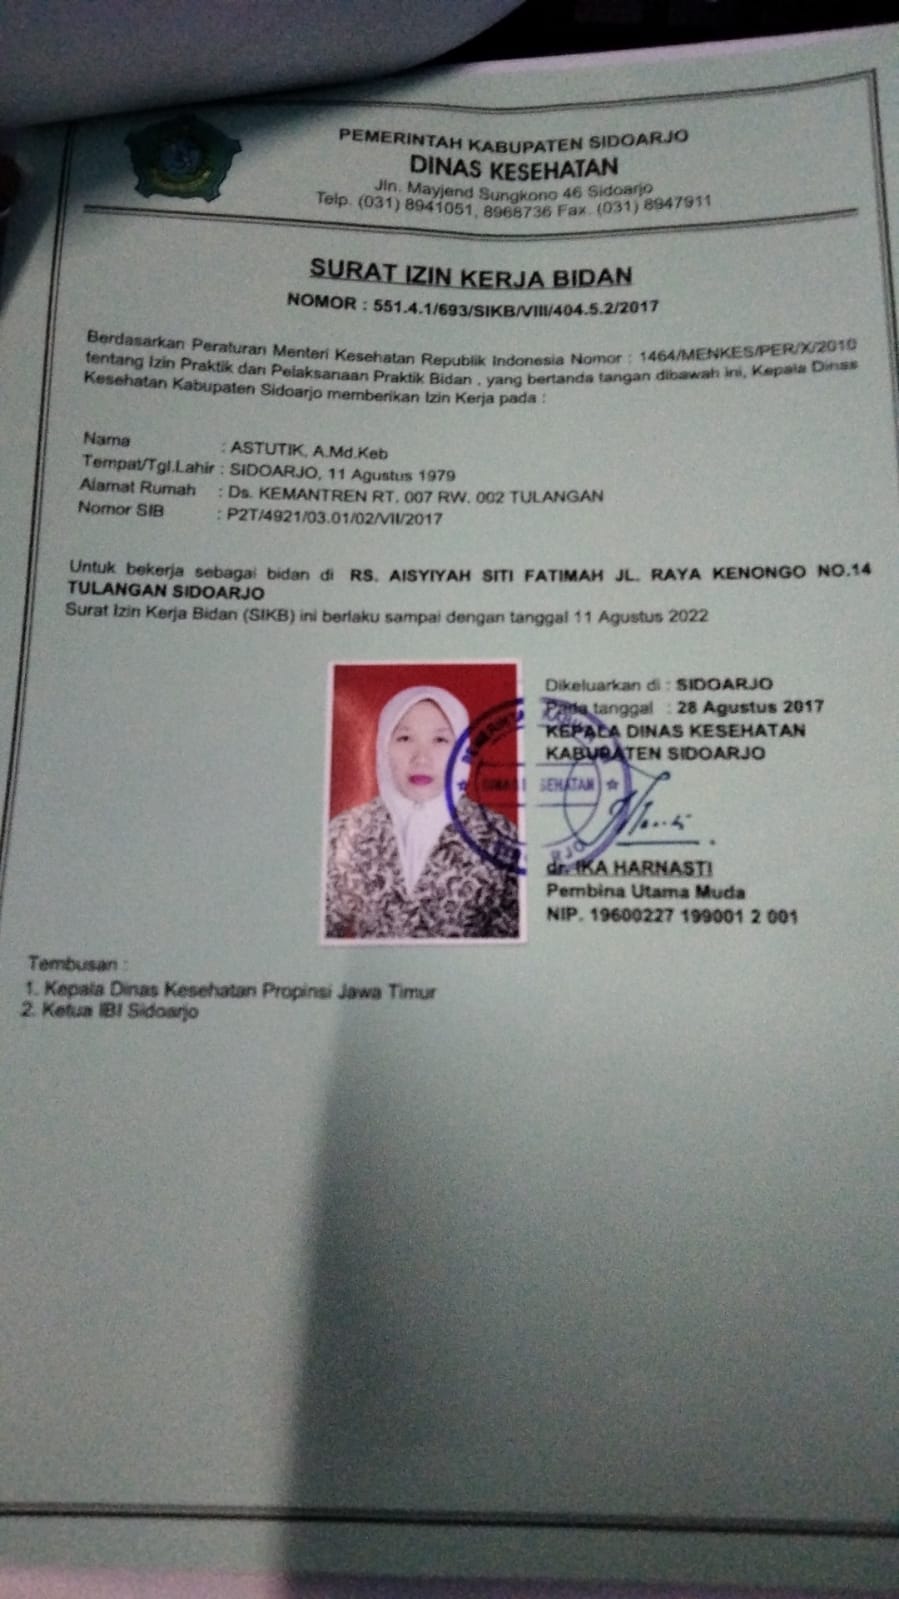 PEMERINTAH KABUPATEN SIDOARJO
DINAS KESEHATAN
Jln. Mayjend Sungkono 46 Sidoarjo
Telp. (031) 8941051, 8968736 Fax. (031) 8947911
SURAT IZIN KERJA BIDAN
NOMOR : 551.4.1/693/SIKB/VIII/404.5.2/2017
Berdasarkan Peraturan Menteri Kesehatan Republik Indonesia Nomor : 1464/MENKES/PER/X/2010
tentang Izin Praktik dan Pelaksanaan Praktik Bidan , yang bertanda tangan dibawah ini, Kepala Dinas
Kesehatan Kabupaten Sidoarjo memberikan Izin Kerja pada :
Nama : ASTUTIK, A.Md.Keb
Tempat/Tgl.Lahir : SIDOARJO, 11 Agustus 1979
Alamat Rumah : Ds. KEMANTREN RT. 007 RW. 002 TULANGAN
Nomor SIB : P2T/4921/03.01/02/VII/2017
Untuk bekerja sebagai bidan di RS. AISYIYAH SITI FATIMAH JL. RAYA KENONGO NO.14
TULANGAN SIDOARJO
Surat Izin Kerja Bidan (SIKB) ini berlaku sampai dengan tanggal 11 Agustus 2022
Dikeluarkan di : SIDOARJO
Pada tanggal : 28 Agustus 2017
KEPALA DINAS KESEHATAN
KABUPATEN SIDOARJO
dr. IKA HARNASTI
Pembina Utama Muda
NIP. 19600227 199001 2 001
Tembusan :
1. Kepala Dinas Kesehatan Propinsi Jawa Timur
2. Ketua IBI Sidoarjo